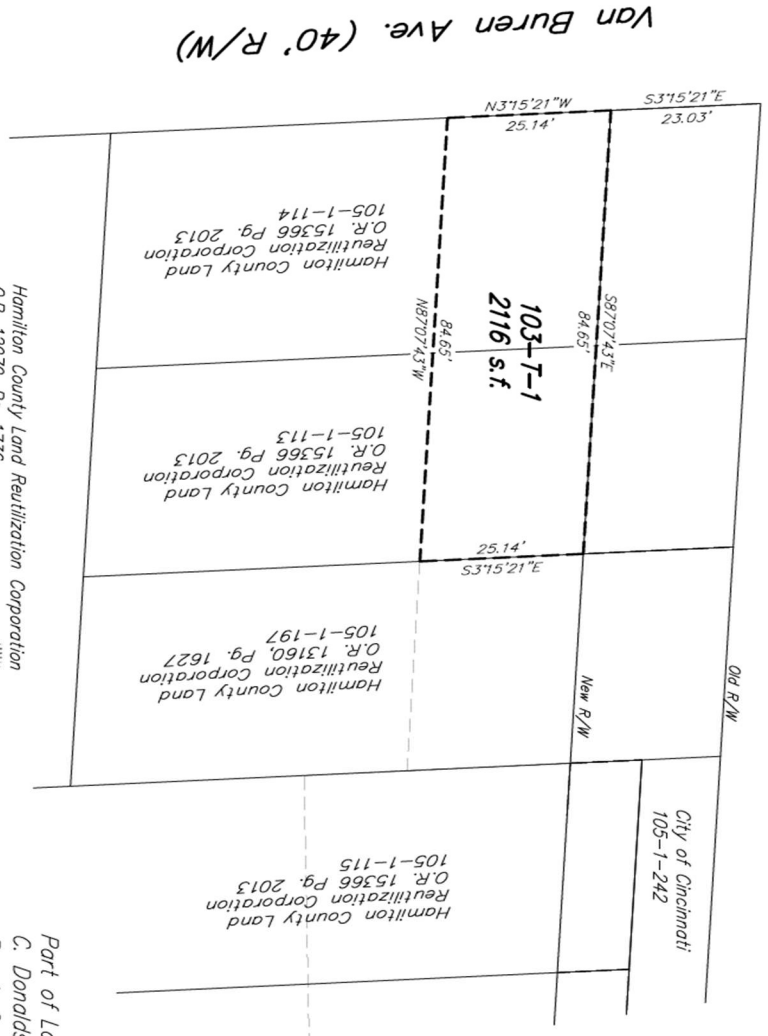 Van Buren Ave. (40' R/W)
N3°15'21"W
25.14'
S3°15'21"E
23.03'
Hamilton County Land
Reutilization Corporation
O.R. 15366 Pg. 2013
105-1-114
N87°07'43"W
84.65'
103-T-1
2116 s.f.
84.65'
S87°07'43"E
Hamilton County Land
Reutilization Corporation
O.R. 15366 Pg. 2013
105-1-113
25.14'
S3°15'21"E
Hamilton County Land
Reutilization Corporation
O.R. 13160, Pg. 1627
105-1-197
New R/W
Old R/W
City of Cincinnati
105-1-242
Hamilton County Land
Reutilization Corporation
O.R. 15366 Pg. 2013
105-1-115
Hamilton County Land Reutilization Corporation
Part of
C.